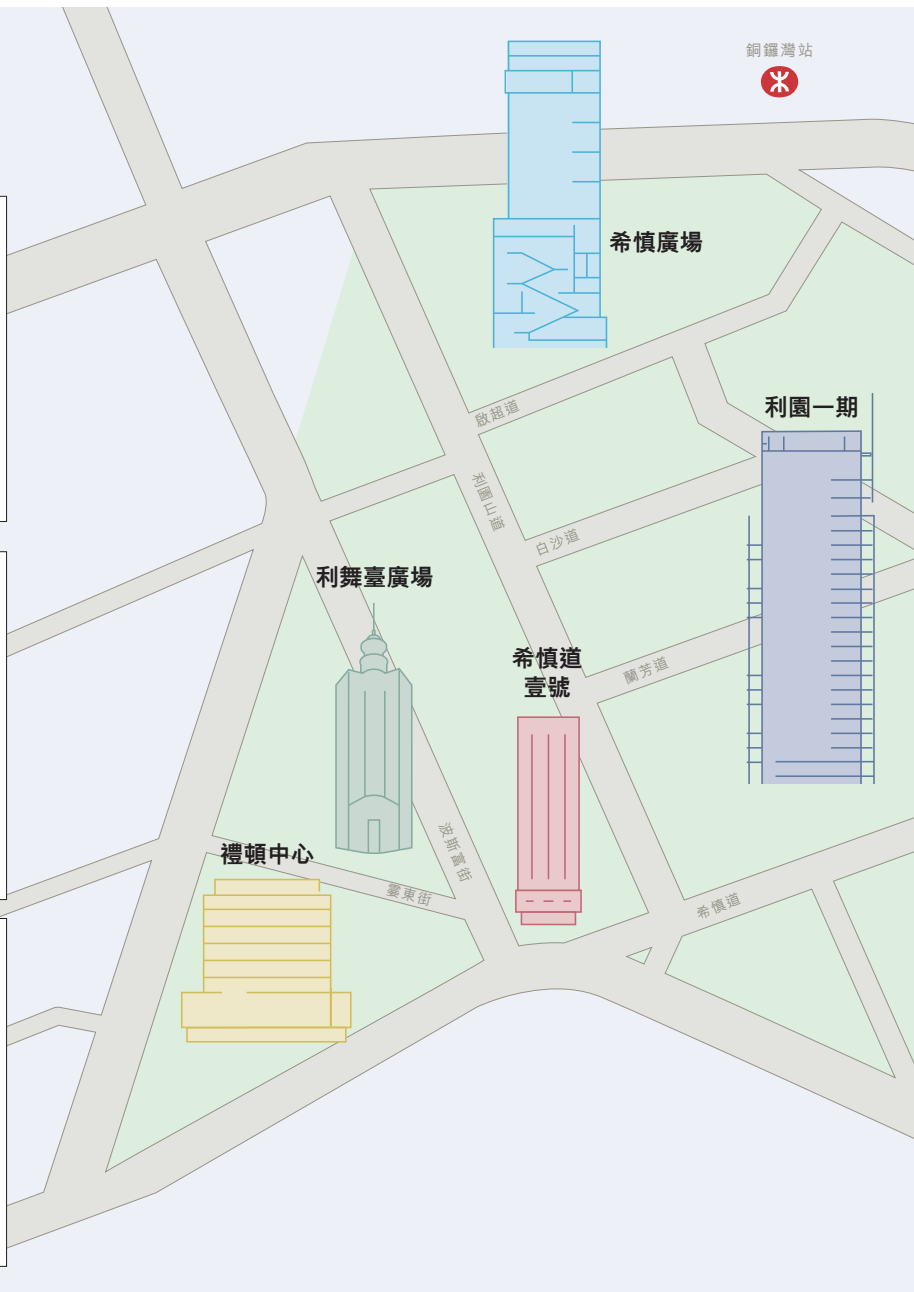 銅鑼灣站
希慎廣場
利園一期
啟超道
利園山道
白沙道
利舞臺廣場
希慎道
壹號
蘭芳道
波斯富街
禮頓中心
霎東街
希慎道